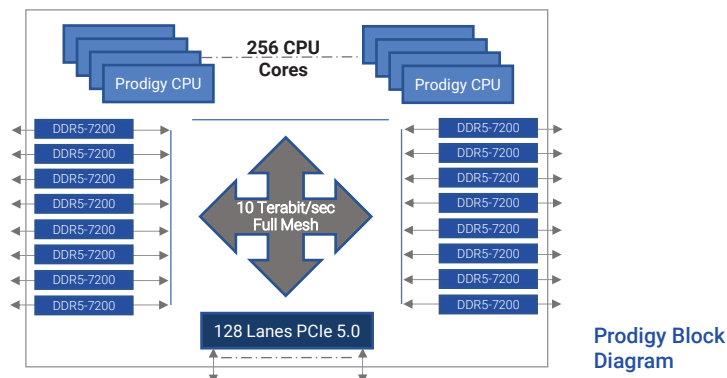 256 CPU
Cores
Prodigy CPU
Prodigy CPU
DDR5-7200
DDR5-7200
DDR5-7200
DDR5-7200
DDR5-7200
DDR5-7200
DDR5-7200
DDR5-7200
10 Terabit/sec
Full Mesh
DDR5-7200
DDR5-7200
DDR5-7200
DDR5-7200
DDR5-7200
DDR5-7200
DDR5-7200
DDR5-7200
128 Lanes PCIe 5.0
Prodigy Block
Diagram